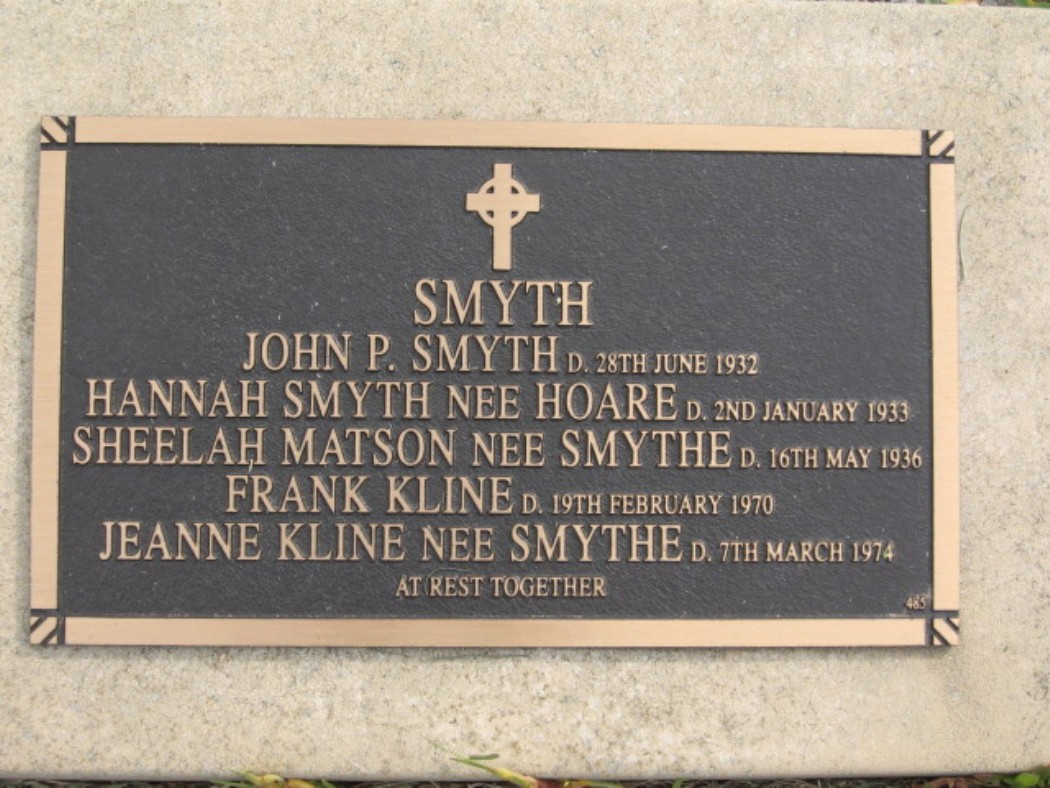 SMYTH
JOHN P. SMYTH D. 28TH JUNE 1932
HANNAH SMYTH NEE HOARE D. 2ND JANUARY 1933
SHEELAH MATSON NEE SMYTHE D. 16TH MAY 1936
FRANK KLINE D. 19TH FEBRUARY 1970
JEANNE KLINE NEE SMYTHE D. 7TH MARCH 1974
AT REST TOGETHER
485